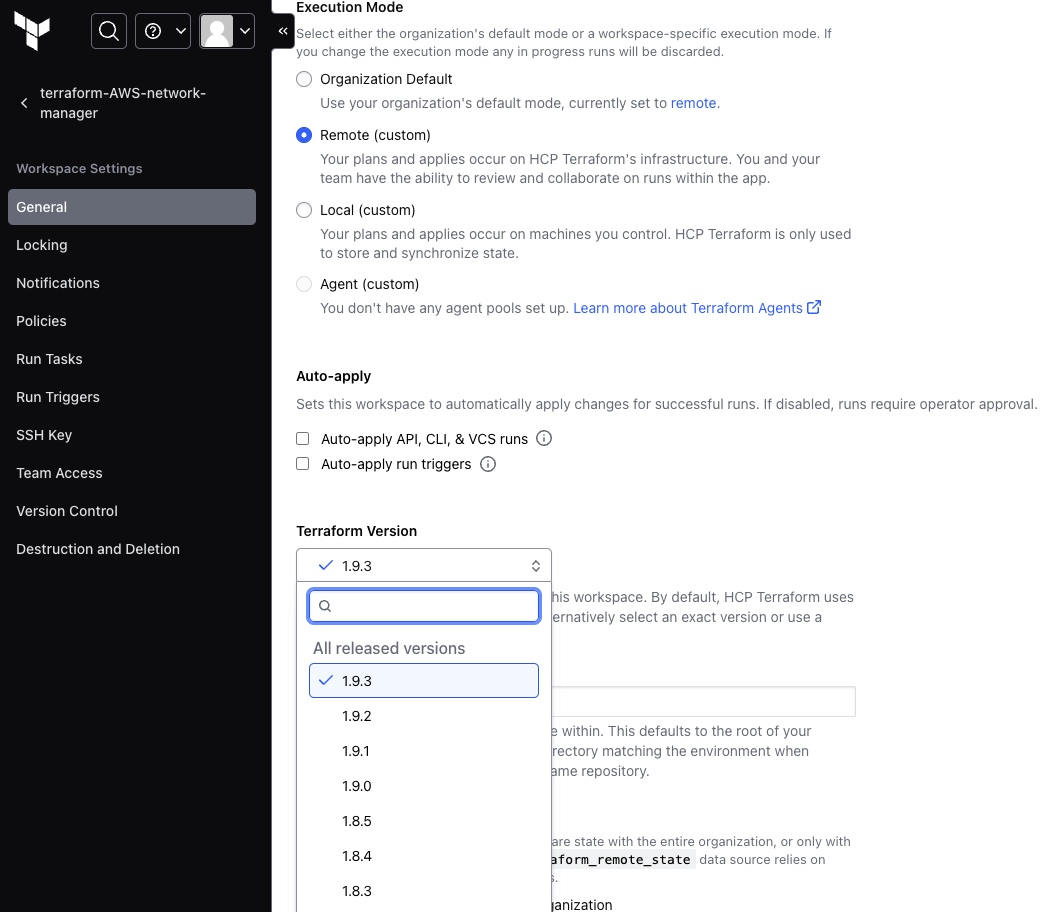 terraform-AWS-network-
manager
Workspace Settings
General
Locking
Notifications
Policies
Run Tasks
Run Triggers
SSH Key
Team Access
Version Control
Destruction and Deletion
Execution Mode
Select either the organization's default mode or a workspace-specific execution mode. If
you change the execution mode any in progress runs will be discarded.
Organization Default
Use your organization's default mode, currently set to remote.
Remote (custom)
Your plans and applies occur on HCP Terraform's infrastructure. You and your
team have the ability to review and collaborate on runs within the app.
Local (custom)
Your plans and applies occur on machines you control. HCP Terraform is only used
to store and synchronize state.
Agent (custom)
You don't have any agent pools set up. Learn more about Terraform Agents
Auto-apply
Sets this workspace to automatically apply changes for successful runs. If disabled, runs require operator approval.
Auto-apply API, CLI, & VCS runs
Auto-apply run triggers
Terraform Version
1.9.3
his workspace. By default, HCP Terraform uses
ernatively select an exact version or use a
All released versions
1.9.3
1.9.2
e within. This defaults to the root of your
1.9.1
rectory matching the environment when
ame repository.
1.9.0
1.8.5
are state with the entire organization, or only with
1.8.4
aform_remote_state data source relies on
s.
1.8.3
ganization